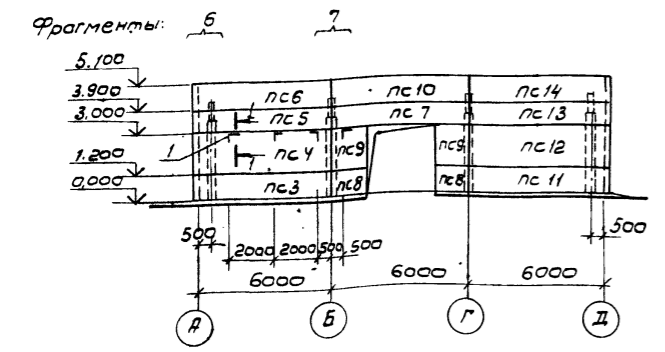 Фрагменты:
6 7
5.100
3.900
3.000
1.200
0,000
пс6 пс10 пс14
пс5 пс7 пс13
1 1 пс4 пс9 пс9 пс12
пс3 пс8 пс8 пс11
500 2000 2000 500 500 500
6000 6000 6000
А Б Г Д